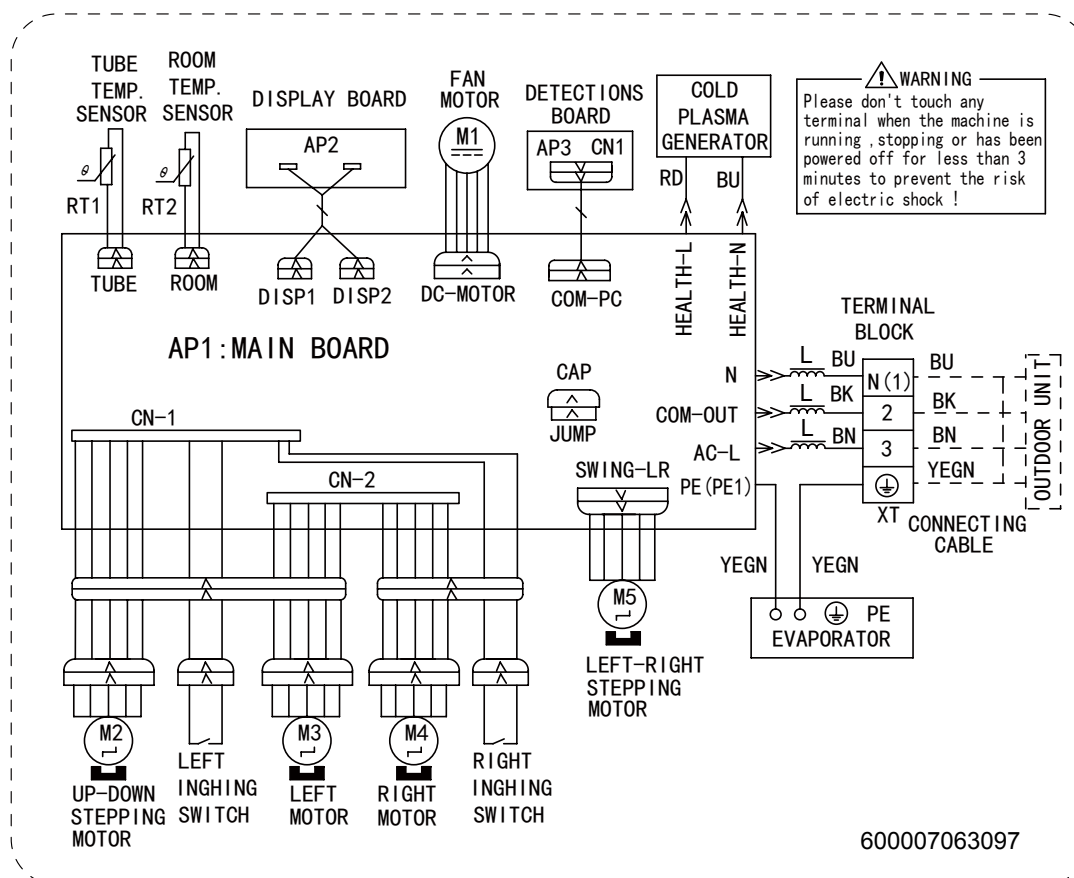 TUBE
TEMP.
SENSOR
ROOM
TEMP.
SENSOR
DISPLAY BOARD
FAN
MOTOR
DETECTIONS
BOARD
COLD
PLASMA
GENERATOR
WARNING
Please don't touch any
terminal when the machine is
running ,stopping or has been
powered off for less than 3
minutes to prevent the risk
of electric shock !
θ
RT1
θ
RT2
AP2
M1
AP3 CN1
RD
BU
TUBE
ROOM
DISP1
DISP2
DC-MOTOR
COM-PC
HEALTH-L
HEALTH-N
AP1:MAIN BOARD
CAP
JUMP
TERMINAL
BLOCK
N
L
BU
N(1)
BU
COM-OUT
L
BK
2
BK
AC-L
L
BN
3
BN
PE(PE1)
YEGN
XT
OUTDOOR UNIT
CONNECTING
CABLE
CN-1
CN-2
SWING-LR
YEGN
YEGN
PE
EVAPORATOR
M5
LEFT-RIGHT
STEPPING
MOTOR
M2
UP-DOWN
STEPPING
MOTOR
LEFT
INGHING
SWITCH
M3
LEFT
MOTOR
M4
RIGHT
MOTOR
RIGHT
INGHING
SWITCH
600007063097